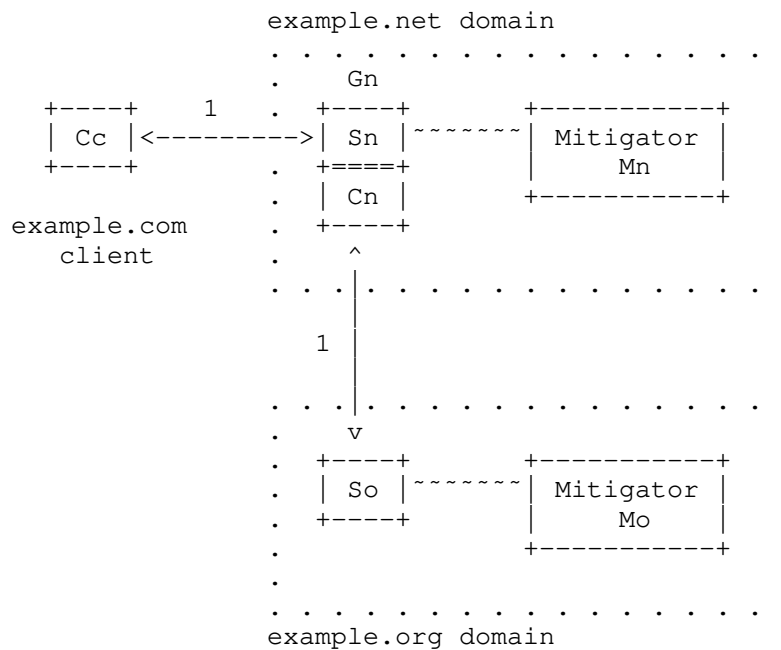 example.net domain
. . . . . . . . . . . . . . . .
.    Gn
+----+     1   .  +----+       +-----------+
| Cc |<--------->| Sn |~~~~~~~| Mitigator |
+----+         .  +====+       |     Mn    |
.  | Cn |       +-----------+
example.com    .  +----+
client      .    ^
. . .|. . . . . . . . . . . . .
|
1 |
|
. . .|. . . . . . . . . . . . .
.    v
.  +----+       +-----------+
.  | So |~~~~~~~| Mitigator |
.  +----+       |     Mo    |
.               +-----------+
.
. . . . . . . . . . . . . . . .
example.org domain